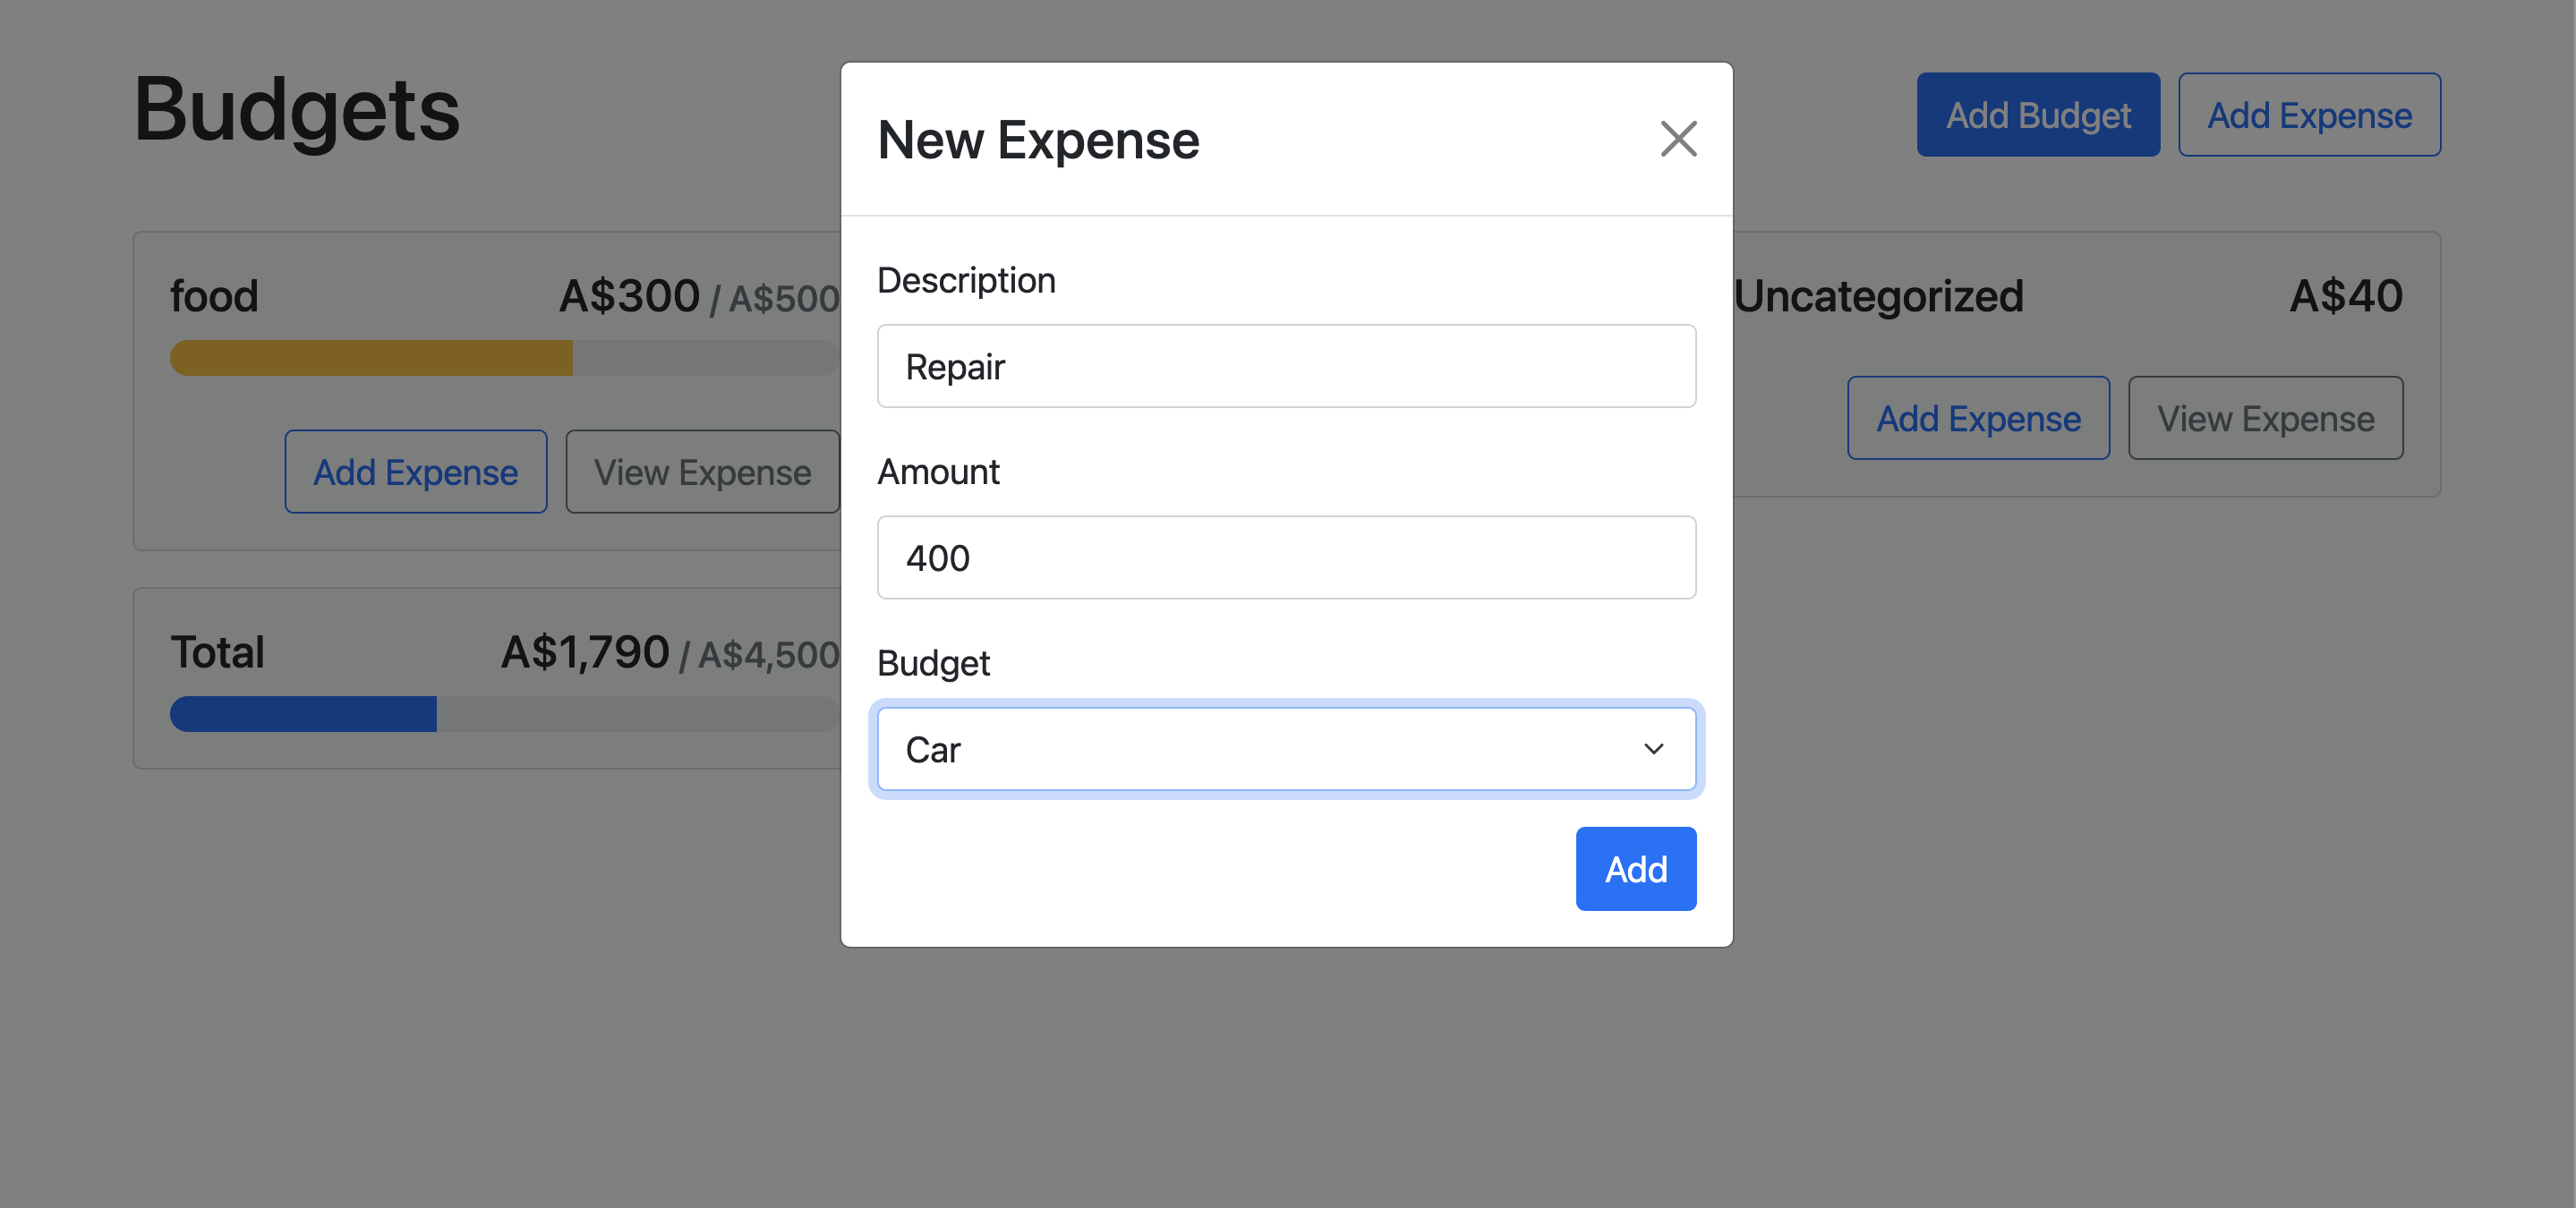 Budgets
Add Budget
Add Expense
New Expense
food
A$300 / A$500
Add Expense
View Expense
Uncategorized
A$40
Add Expense
View Expense
Total
A$1,790 / A$4,500
Description
Repair
Amount
400
Budget
Car
Add